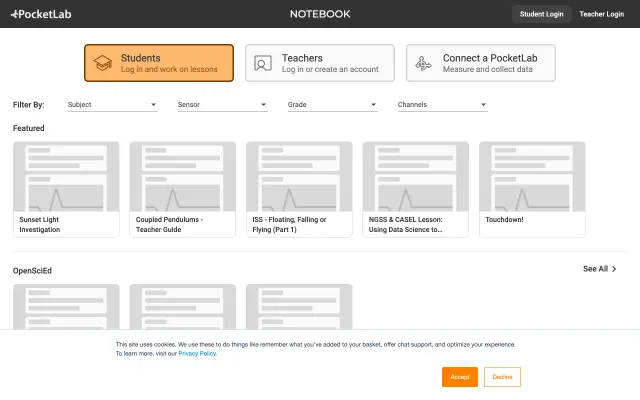 PocketLab
NOTEBOOK
Student Login
Teacher Login
Students
Log in and work on lessons
Teachers
Log in or create an account
Connect a PocketLab
Measure and collect data
Filter By:
Subject
Sensor
Grade
Channels
Featured
Sunset Light
Investigation
Coupled Pendulums -
Teacher Guide
ISS - Floating, Falling or
Flying (Part 1)
NGSS & CASEL Lesson:
Using Data Science to...
Touchdown!
OpenSciEd
See All
This site uses cookies. We use these to do things like remember what you've added to your basket, offer chat support, and optimize your experience.
To learn more, visit our Privacy Policy.
Accept
Decline